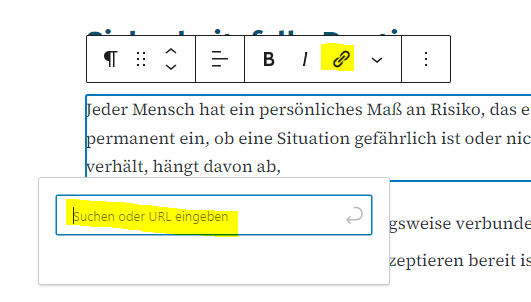 B I
Jeder Mensch hat ein persönliches Maß an Risiko, das e
permanent ein, ob eine Situation gefährlich ist oder nic
verhält, hängt davon ab,
Suchen oder URL eingeben
gsweise verbunde
zeptieren bereit is